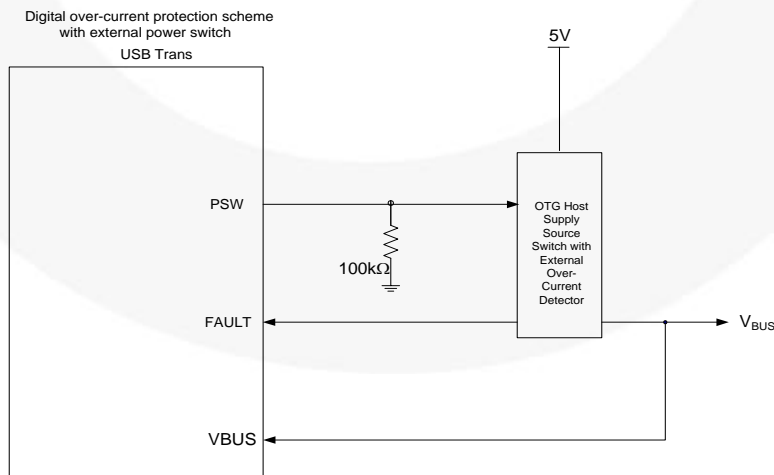 Digital over-current protection scheme
with external power switch
USB Trans
5V
PSW
100kΩ
OTG Host
Supply
Source
Switch with
External
Over-
Current
Detector
FAULT
VBUS
VBUS